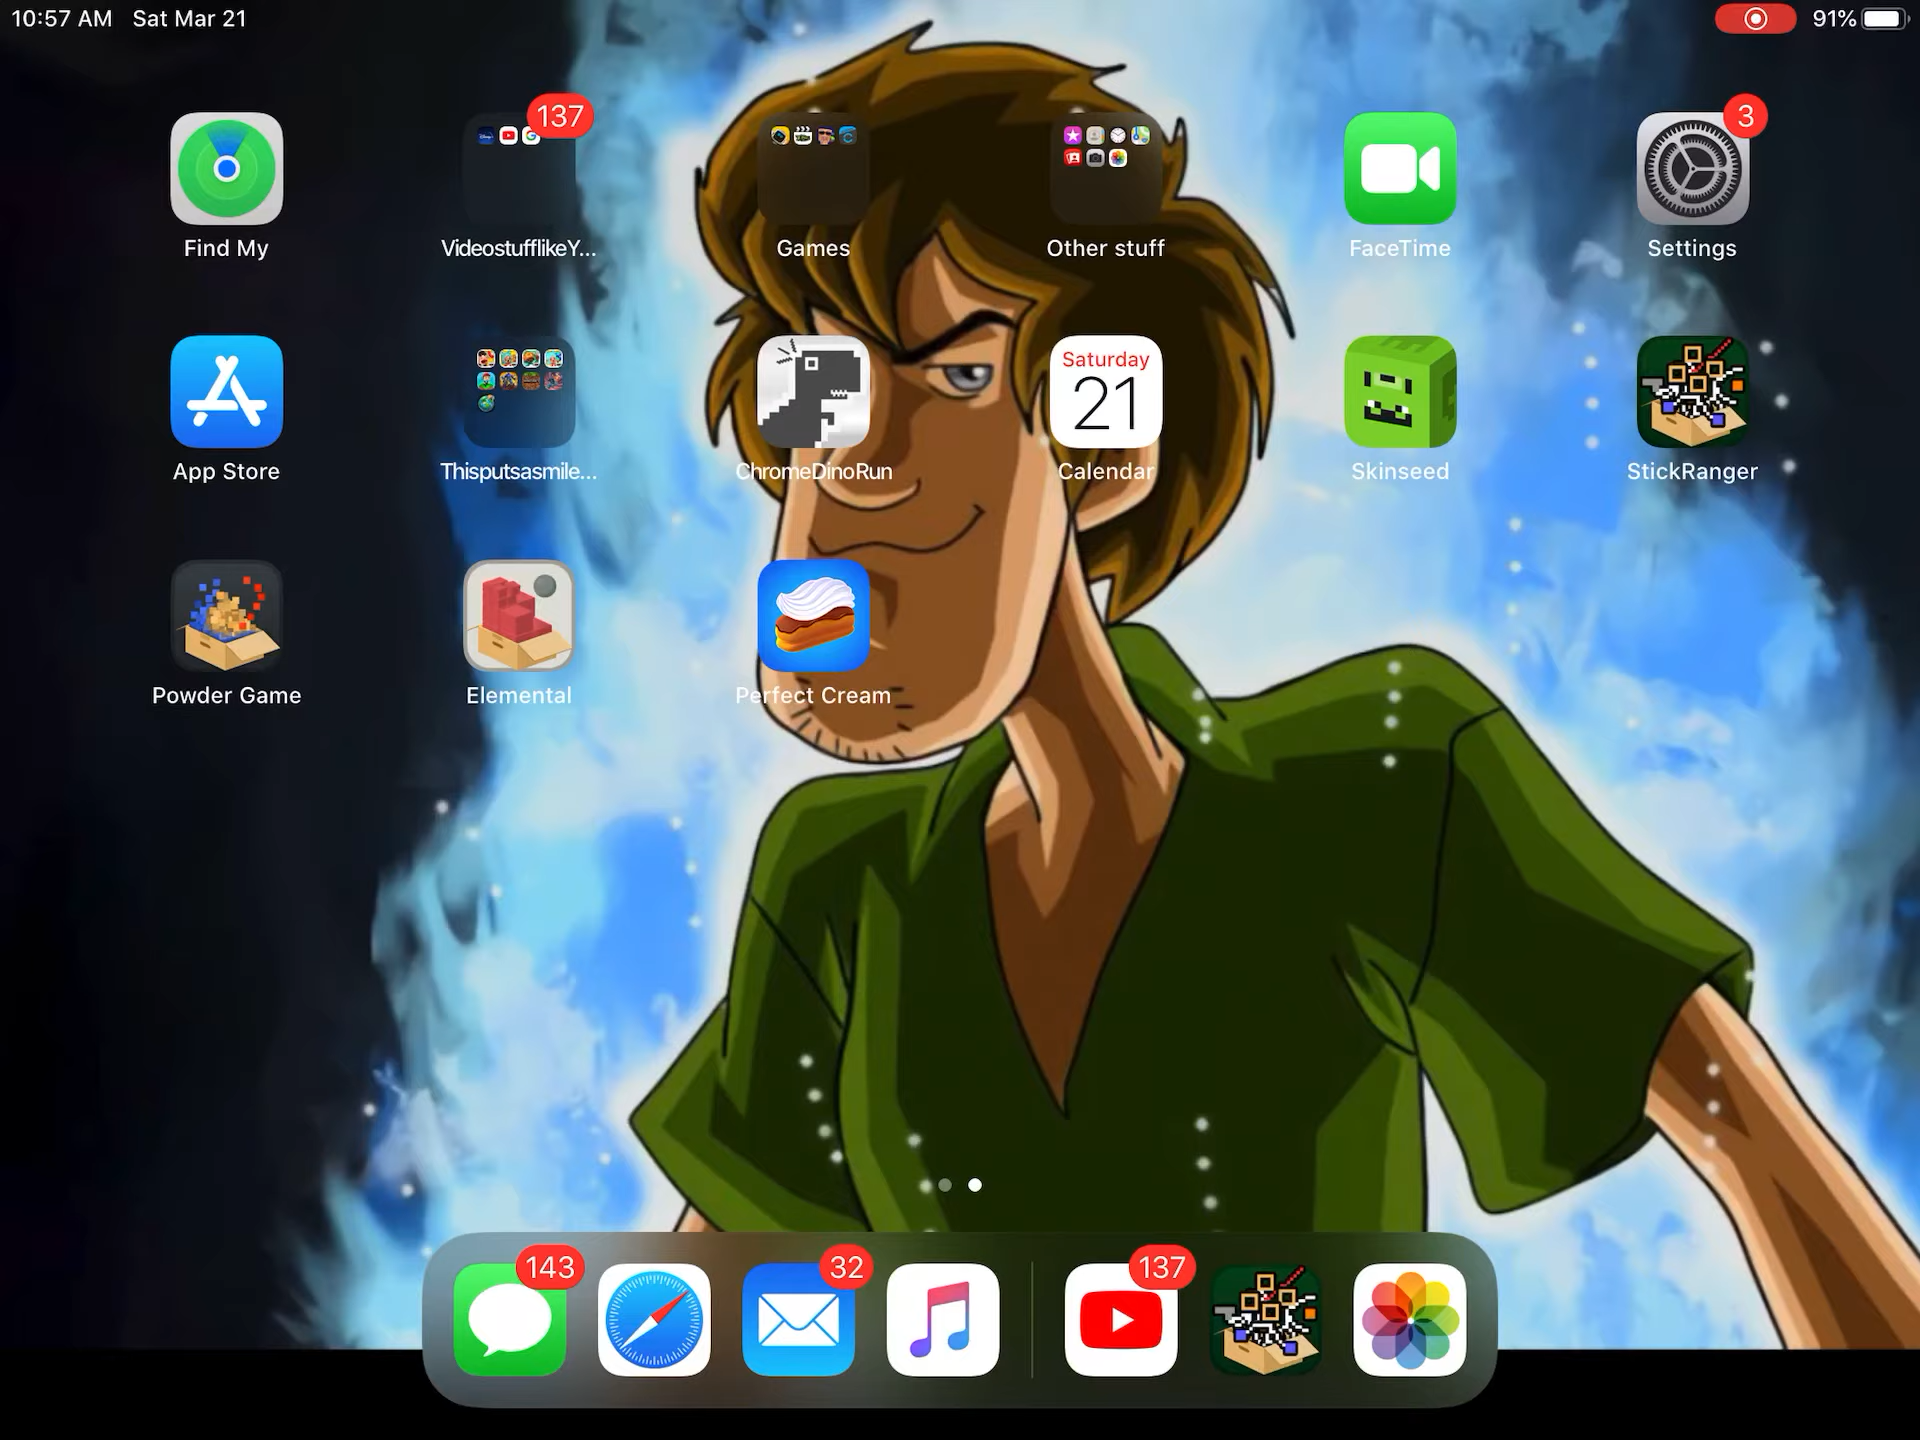 10:57 AM Sat Mar 21
91%
137
3
Find My
VideostufflikeY...
Games
Other stuff
FaceTime
Settings
Saturday
21
App Store
Thisputsasmile...
ChromeDinoRun
Calendar
Skinseed
StickRanger
Powder Game
Elemental
Perfect Cream
143
32
137